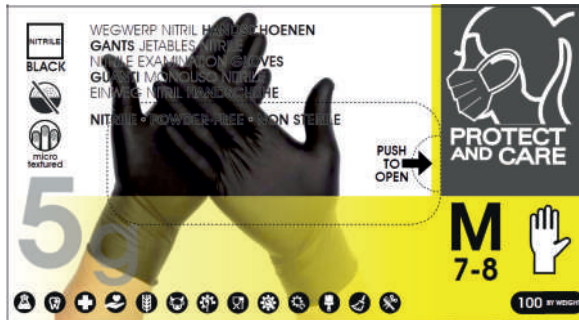 NITRILE
BLACK
micro
textured
5g
WEGWERP NITRIL HANDSCHOENEN
GANTS JETABLES NITRILE
NITRILE EXAMINATION GLOVES
GUANTI MONOUSO NITRILE
EINWEG NITRIL HANDSCHUHE
NITRILE • POWDER-FREE • NON STERILE
PUSH
TO
OPEN
PROTECT
AND CARE
M
7-8
100 BY WEIGHT